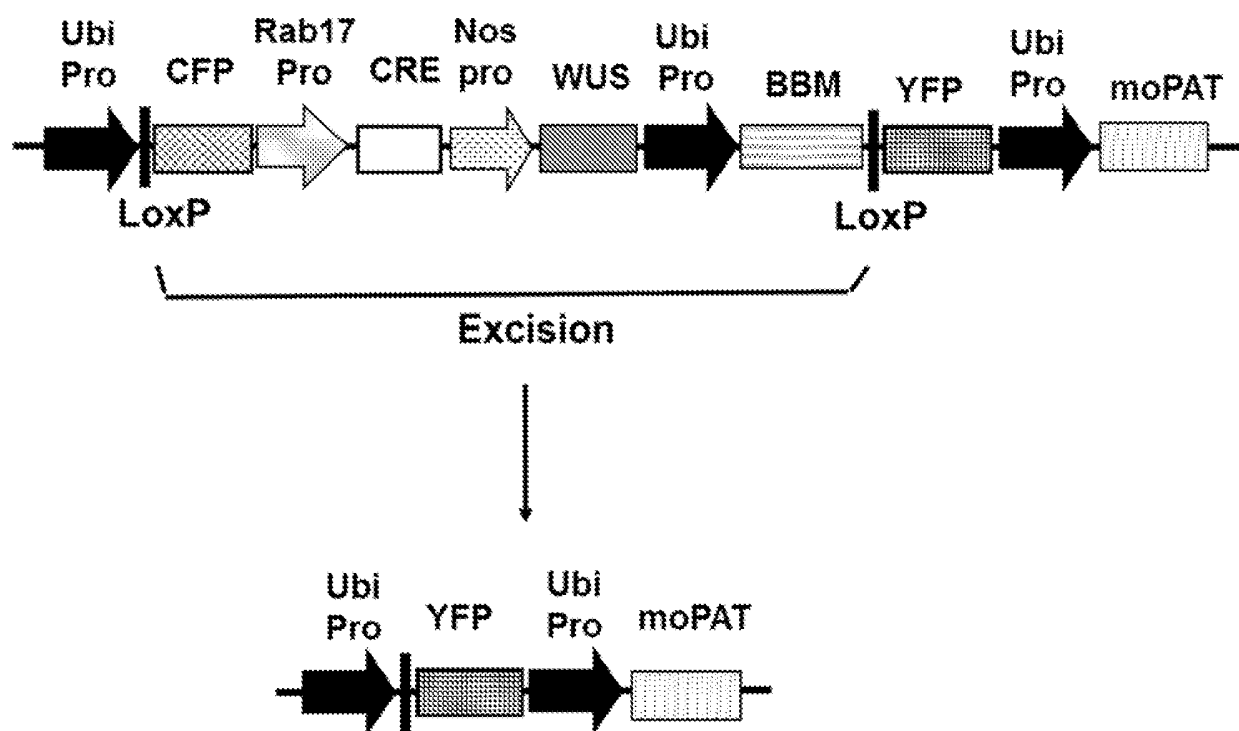 Ubi Pro
CFP
Rab17 Pro
CRE
Nos pro
WUS
Ubi Pro
BBM
YFP
Ubi Pro
moPAT
LoxP
LoxP
Excision
Ubi Pro
YFP
Ubi Pro
moPAT